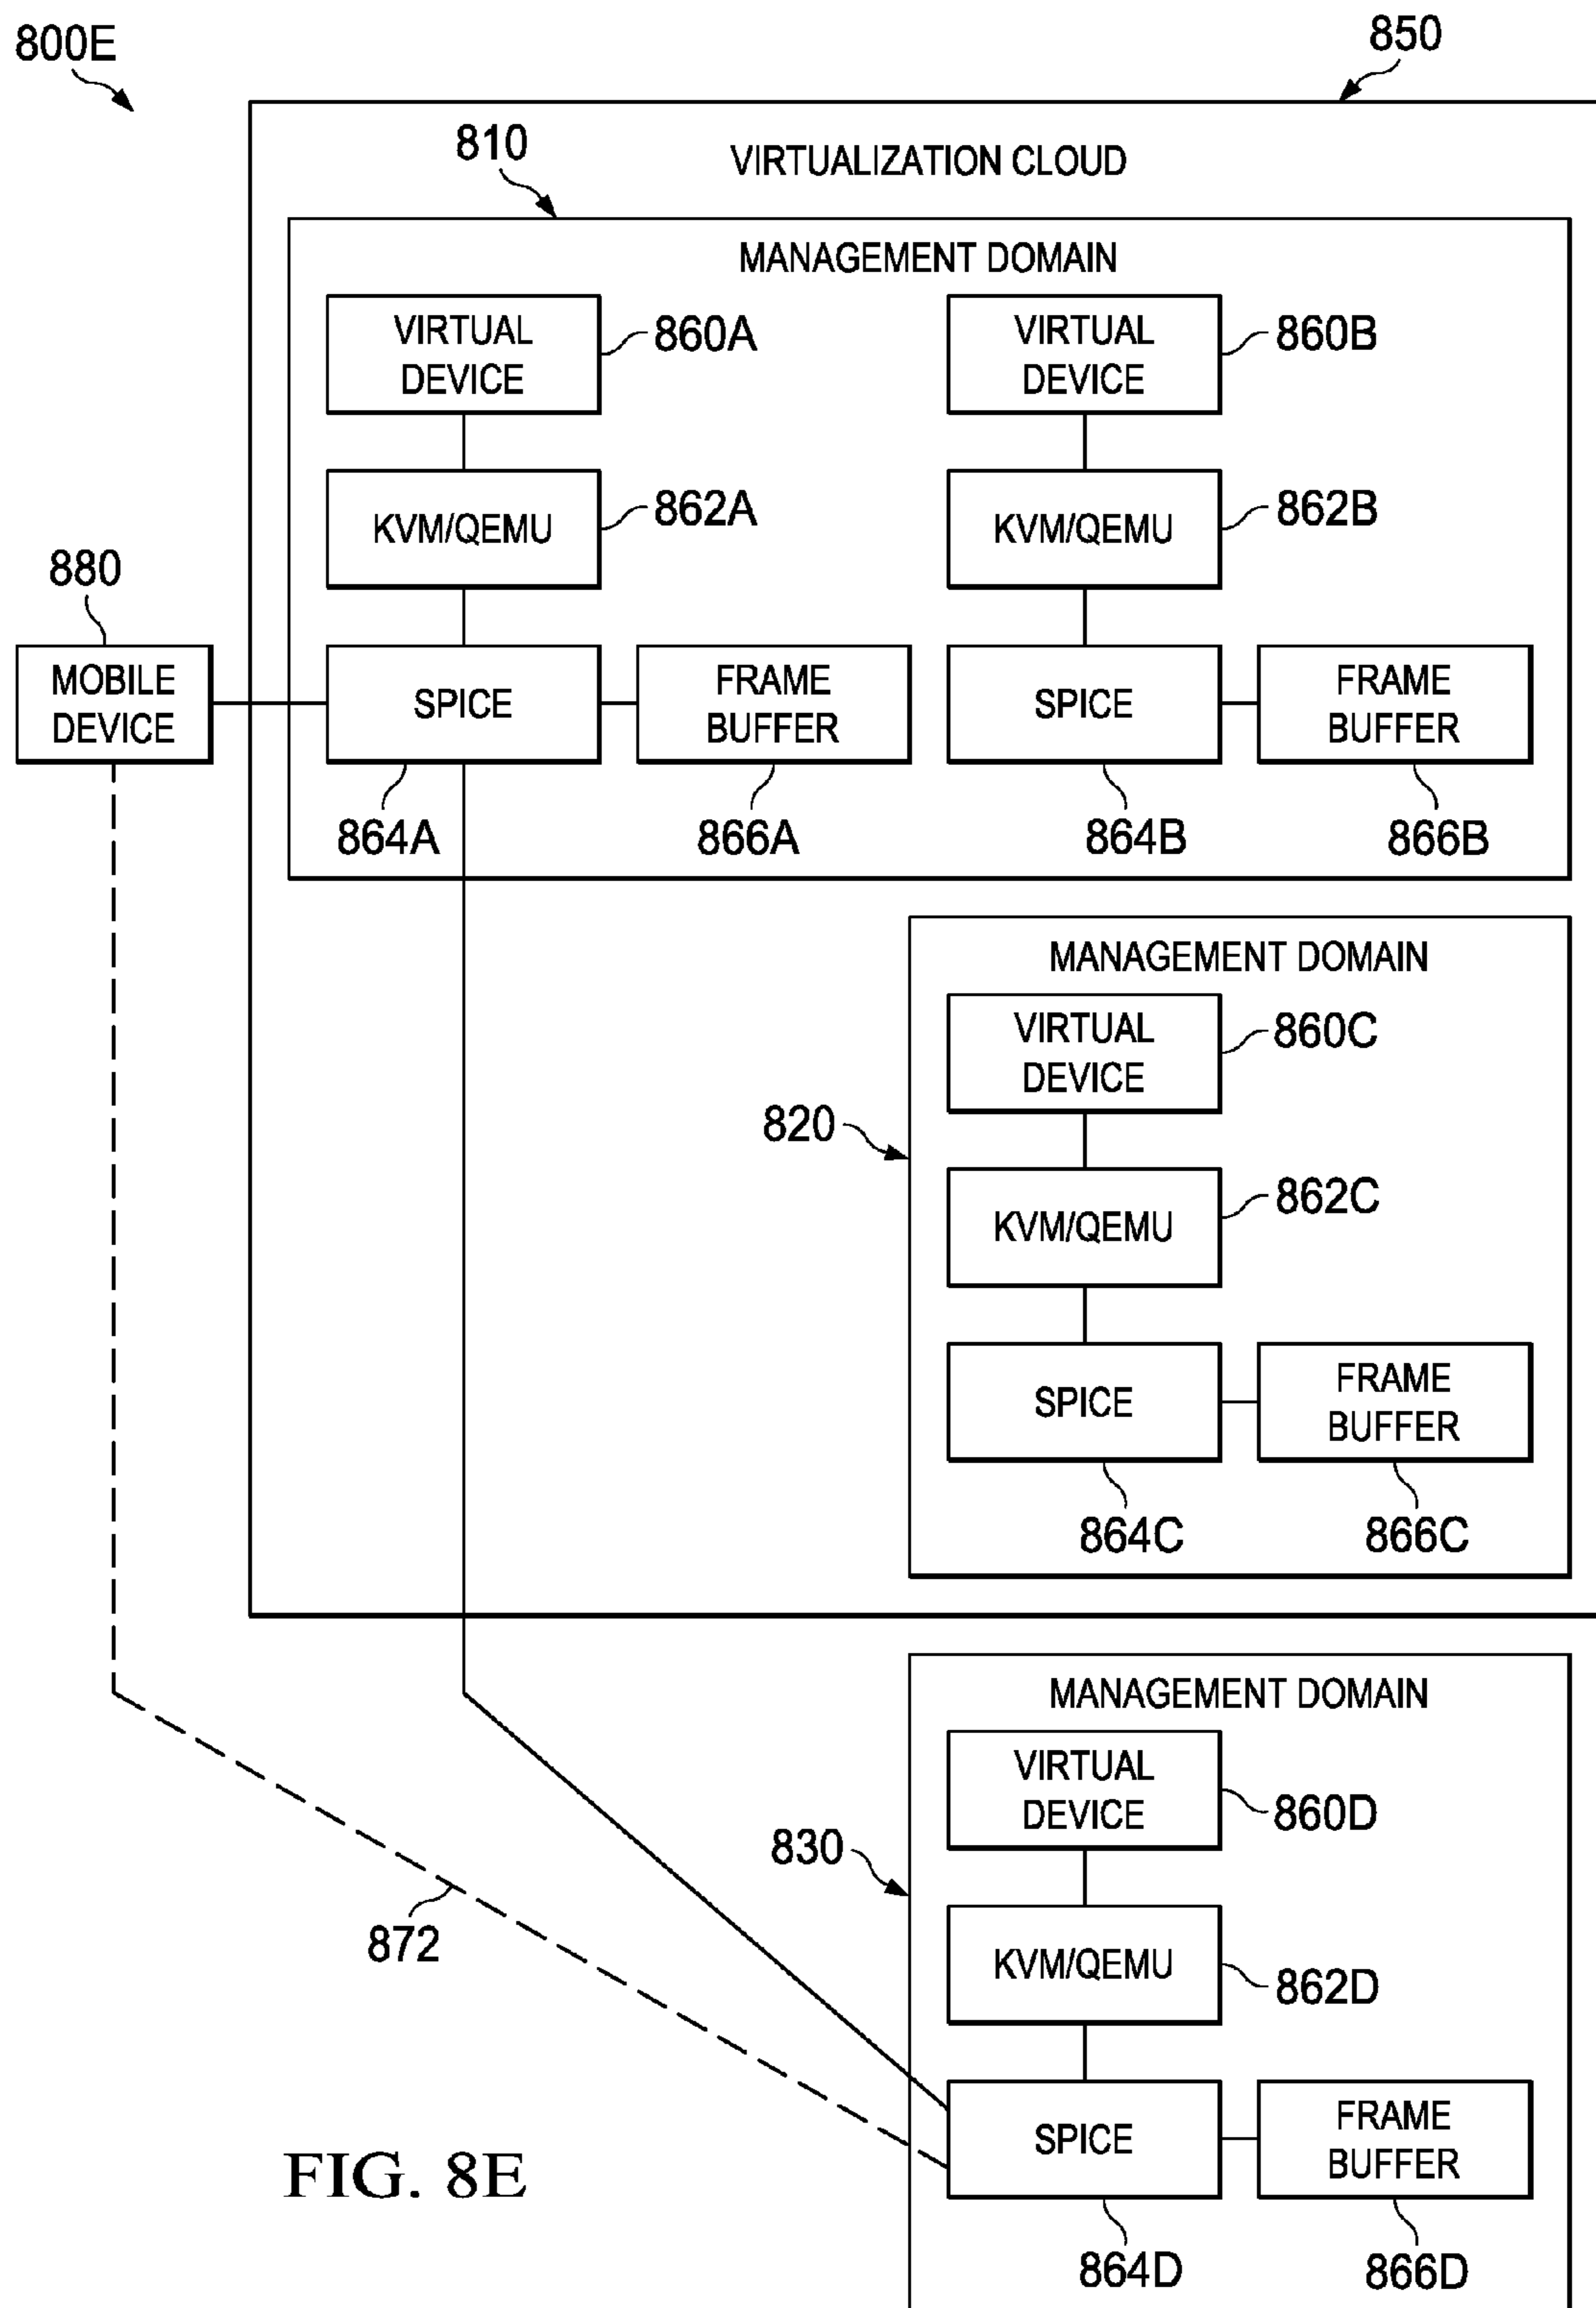 800E
850
810
VIRTUALIZATION CLOUD
MANAGEMENT DOMAIN
VIRTUAL
DEVICE
860A
VIRTUAL
DEVICE
860B
KVM/QEMU
862A
KVM/QEMU
862B
880
MOBILE
DEVICE
SPICE
FRAME
BUFFER
SPICE
FRAME
BUFFER
864A
866A
864B
866B
MANAGEMENT DOMAIN
VIRTUAL
DEVICE
860C
820
KVM/QEMU
862C
SPICE
FRAME
BUFFER
864C
866C
MANAGEMENT DOMAIN
VIRTUAL
DEVICE
860D
830
KVM/QEMU
862D
872
SPICE
FRAME
BUFFER
864D
866D
FIG. 8E